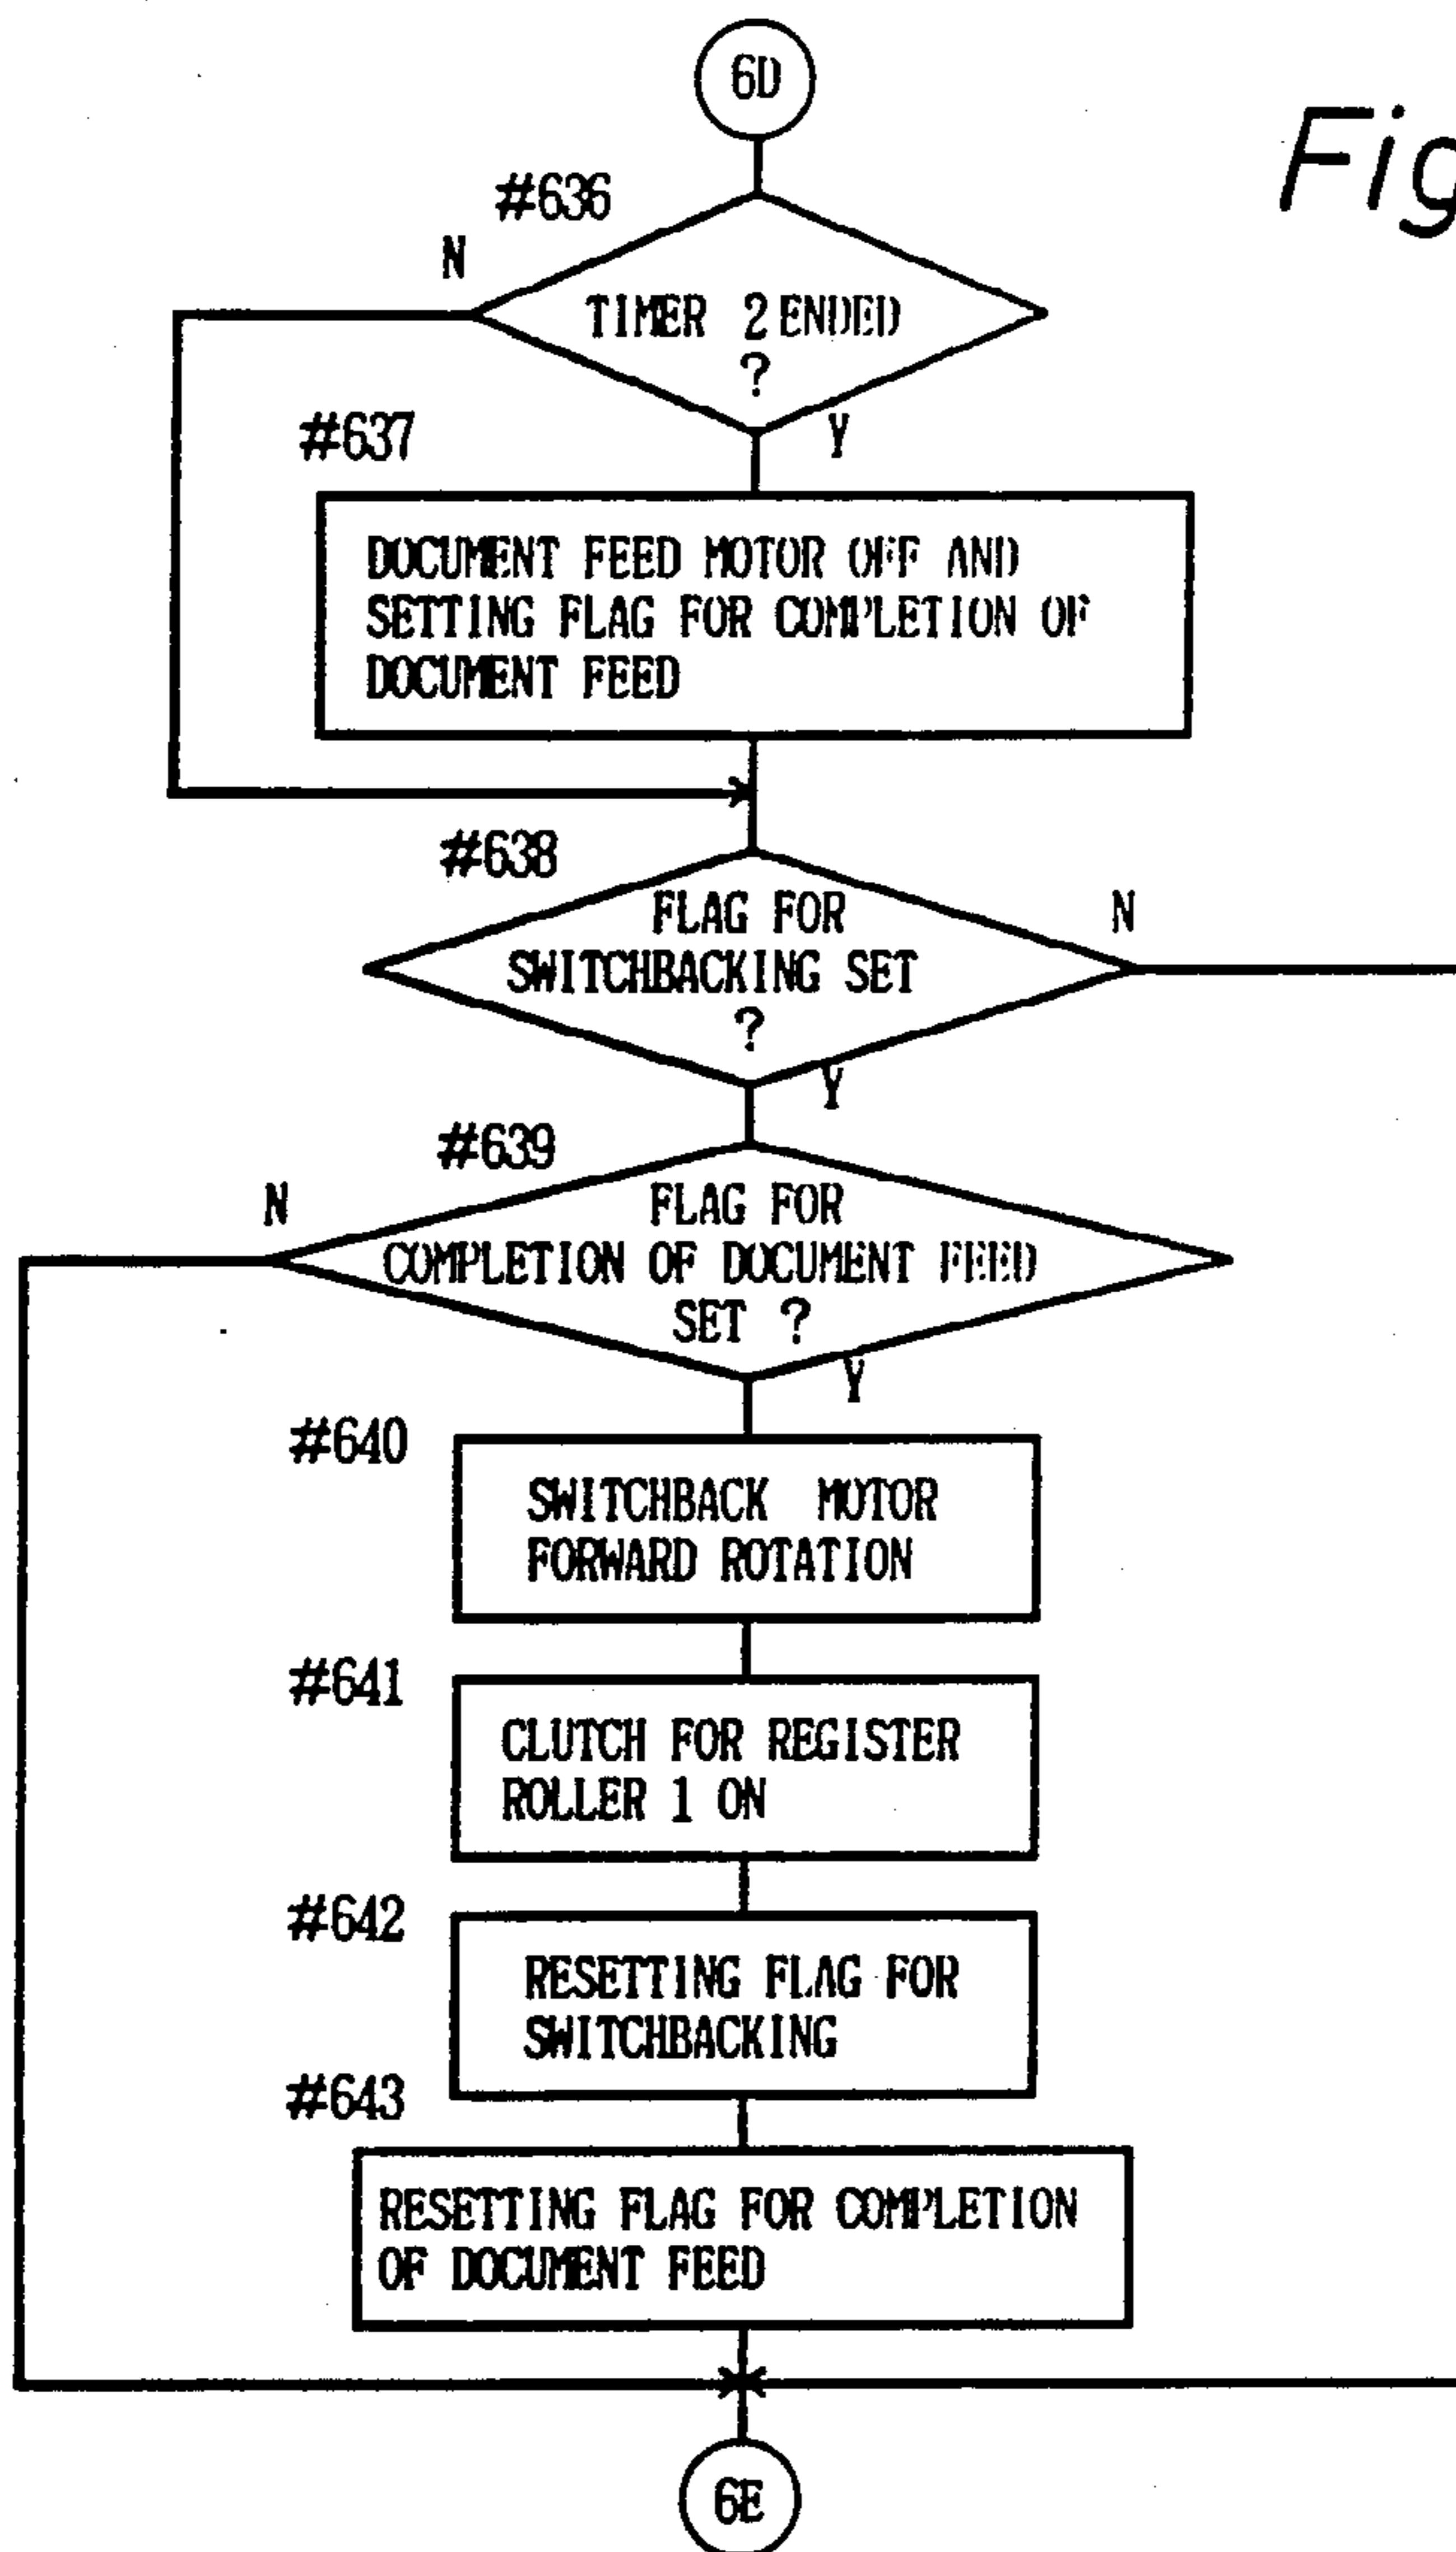 6D
Fig
#636
N
TIMER 2 ENDED
?
Y
#637
DOCUMENT FEED MOTOR OFF AND
SETTING FLAG FOR COMPLETION OF
DOCUMENT FEED
#638
FLAG FOR
SWITCHBACKING SET
?
N
Y
#639
N
FLAG FOR
COMPLETION OF DOCUMENT FEED
SET ?
Y
#640
SWITCHBACK MOTOR
FORWARD ROTATION
#641
CLUTCH FOR REGISTER
ROLLER 1 ON
#642
RESETTING FLAG FOR
SWITCHBACKING
#643
RESETTING FLAG FOR COMPLETION
OF DOCUMENT FEED
6E